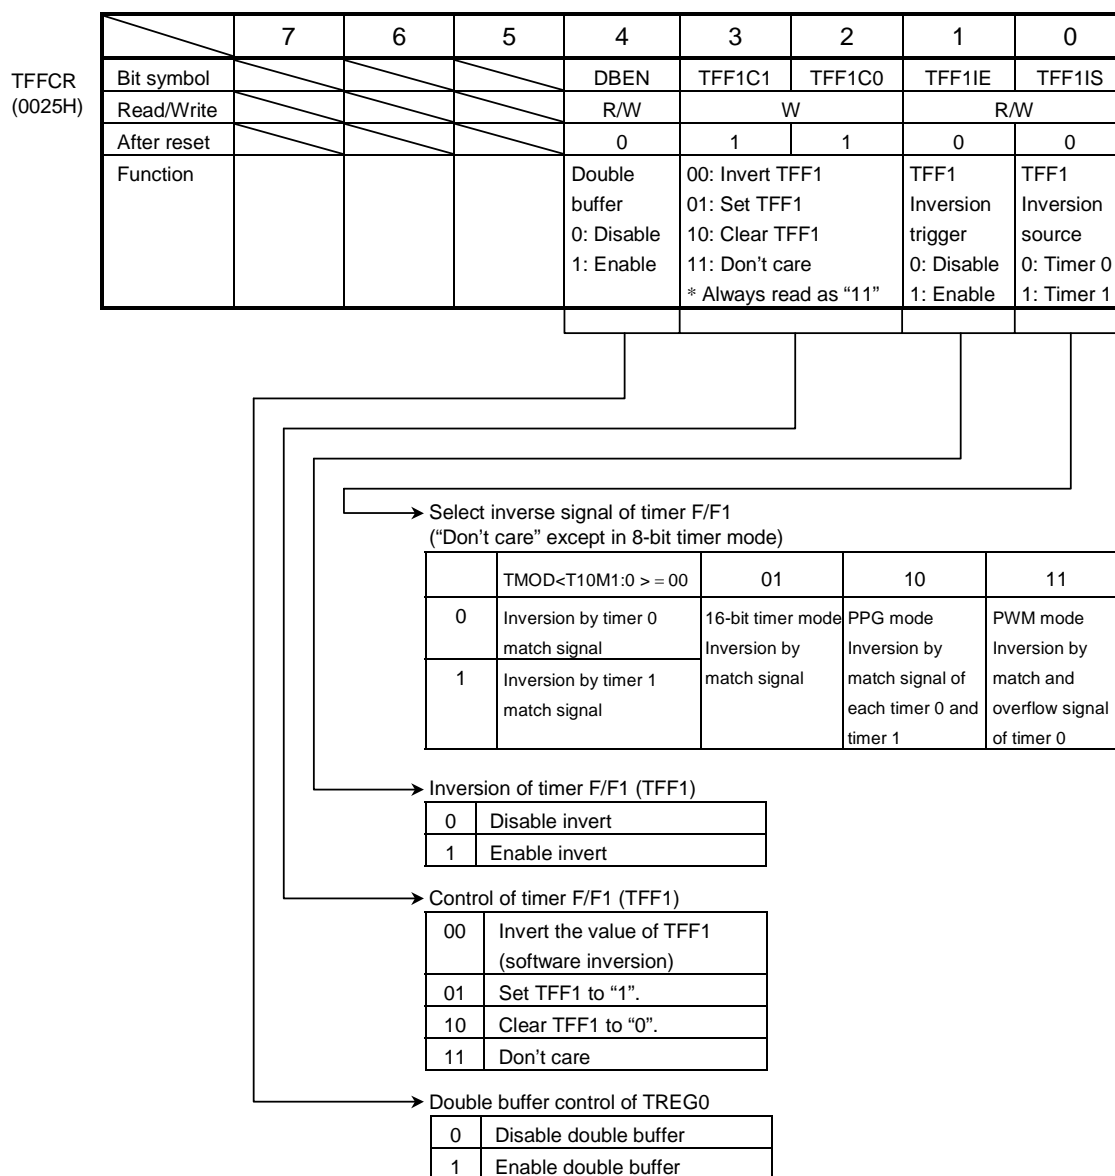 7 6 5 4 3 2 1 0
TFFCR
(0025H)
Bit symbol DBEN TFF1C1 TFF1C0 TFF1IE TFF1IS
Read/Write R/W W R/W
After reset 0 1 1 0 0
Function Double 00: Invert TFF1 TFF1 TFF1
buffer 01: Set TFF1 Inversion Inversion
0: Disable 10: Clear TFF1 trigger source
1: Enable 11: Don't care 0: Disable 0: Timer 0
* Always read as “11” 1: Enable 1: Timer 1
Select inverse signal of timer F/F1
(“Don't care” except in 8-bit timer mode)
TMOD<T10M1:0 > = 00 01 10 11
0 Inversion by timer 0 16-bit timer mode PPG mode PWM mode
match signal Inversion by Inversion by Inversion by
1 Inversion by timer 1 match signal match signal of match and
match signal each timer 0 and overflow signal
timer 1 of timer 0
Inversion of timer F/F1 (TFF1)
0 Disable invert
1 Enable invert
Control of timer F/F1 (TFF1)
00 Invert the value of TFF1
(software inversion)
01 Set TFF1 to “1”.
10 Clear TFF1 to “0”.
11 Don't care
Double buffer control of TREG0
0 Disable double buffer
1 Enable double buffer